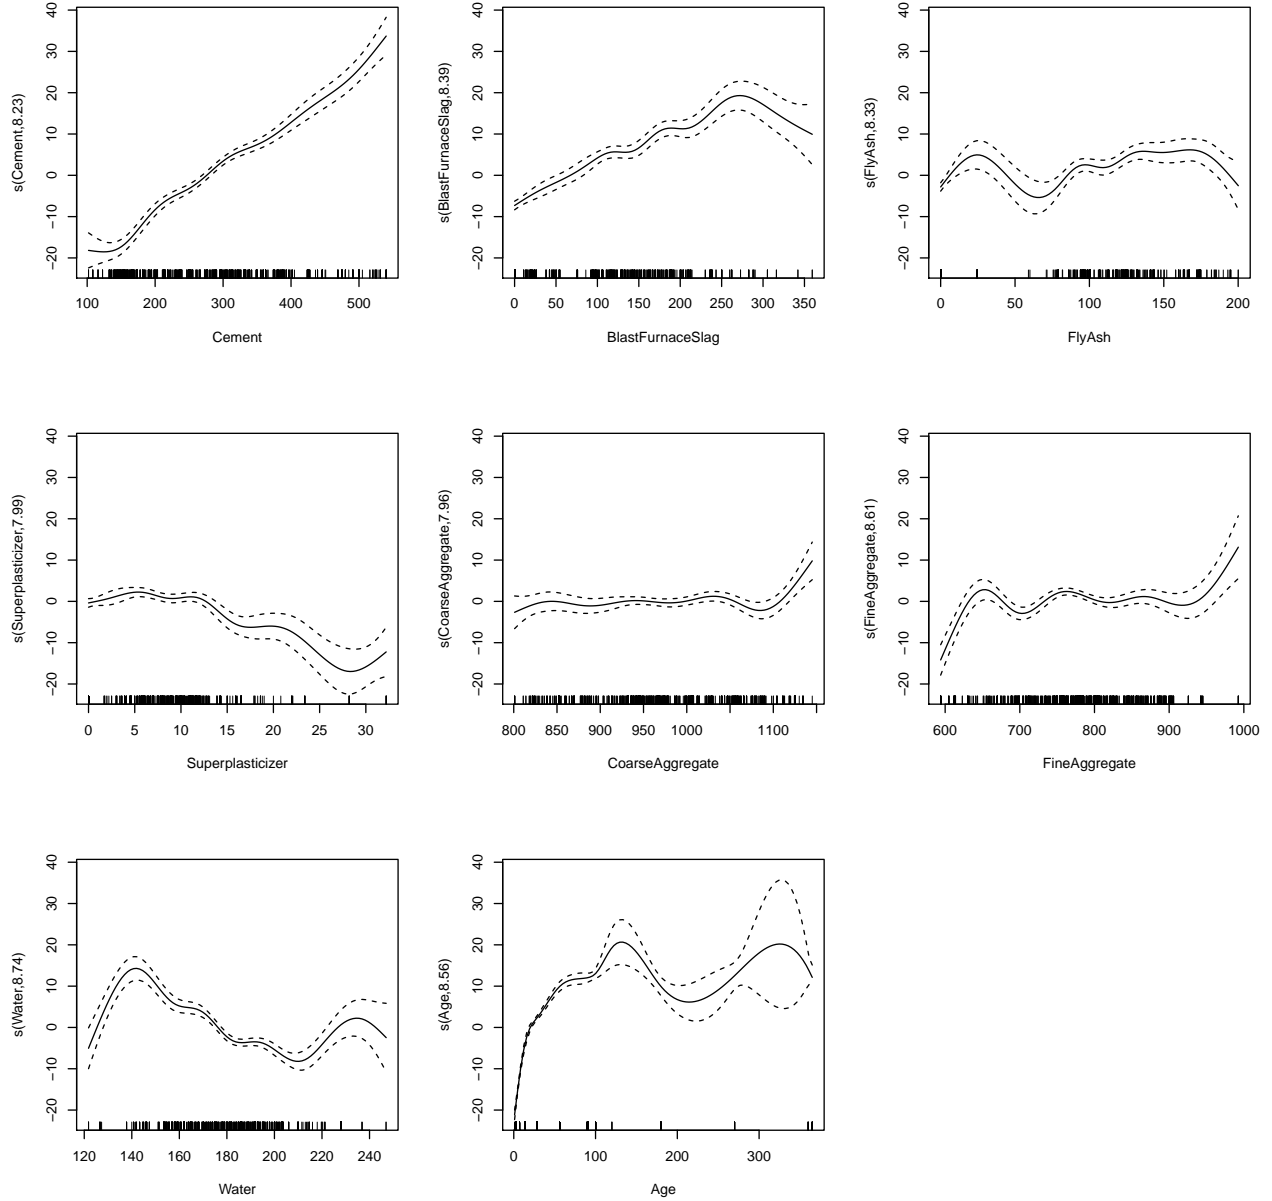 s(Cement,8.23)
40
30
20
10
0
−10
−20
100 200 300 400 500
Cement
s(BlastFurnaceSlag,8.39)
40
30
20
10
0
−10
−20
0 50 100 150 200 250 300 350
BlastFurnaceSlag
s(FlyAsh,8.33)
40
30
20
10
0
−10
−20
0 50 100 150 200
FlyAsh
s(Superplasticizer,7.99)
40
30
20
10
0
−10
−20
0 5 10 15 20 25 30
Superplasticizer
s(CoarseAggregate,7.96)
40
30
20
10
0
−10
−20
800 850 900 950 1000 1100
CoarseAggregate
s(FineAggregate,8.61)
40
30
20
10
0
−10
−20
600 700 800 900 1000
FineAggregate
s(Water,8.74)
40
30
20
10
0
−10
−20
120 140 160 180 200 220 240
Water
s(Age,8.56)
40
30
20
10
0
−10
−20
0 100 200 300
Age